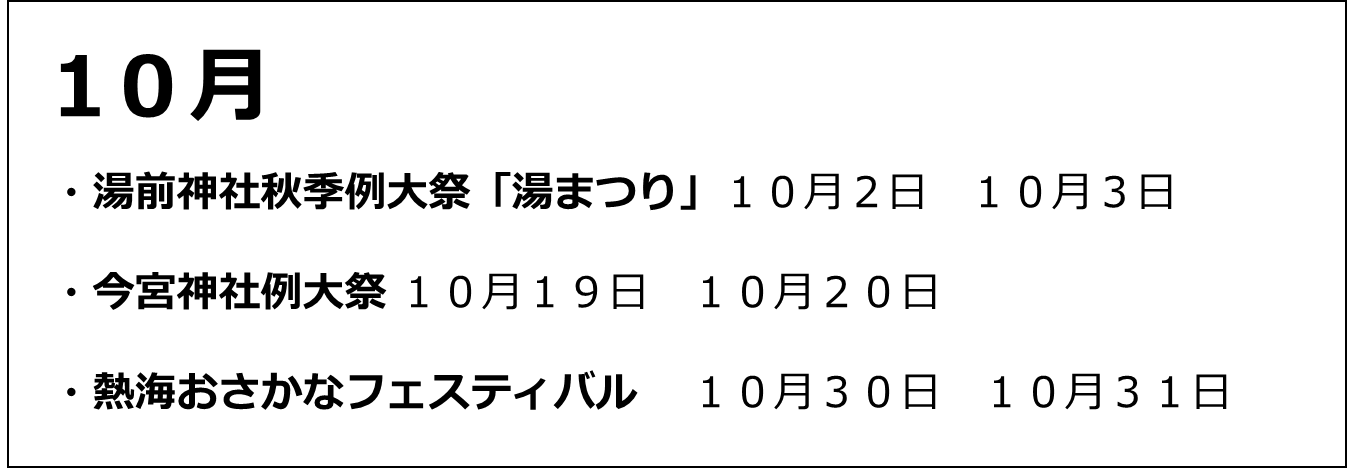 10月
・湯前神社秋季例大祭「湯まつり」１０月２日　１０月３日
・今宮神社例大祭 １０月１９日　１０月２０日
・熱海おさかなフェスティバル　１０月３０日　１０月３１日